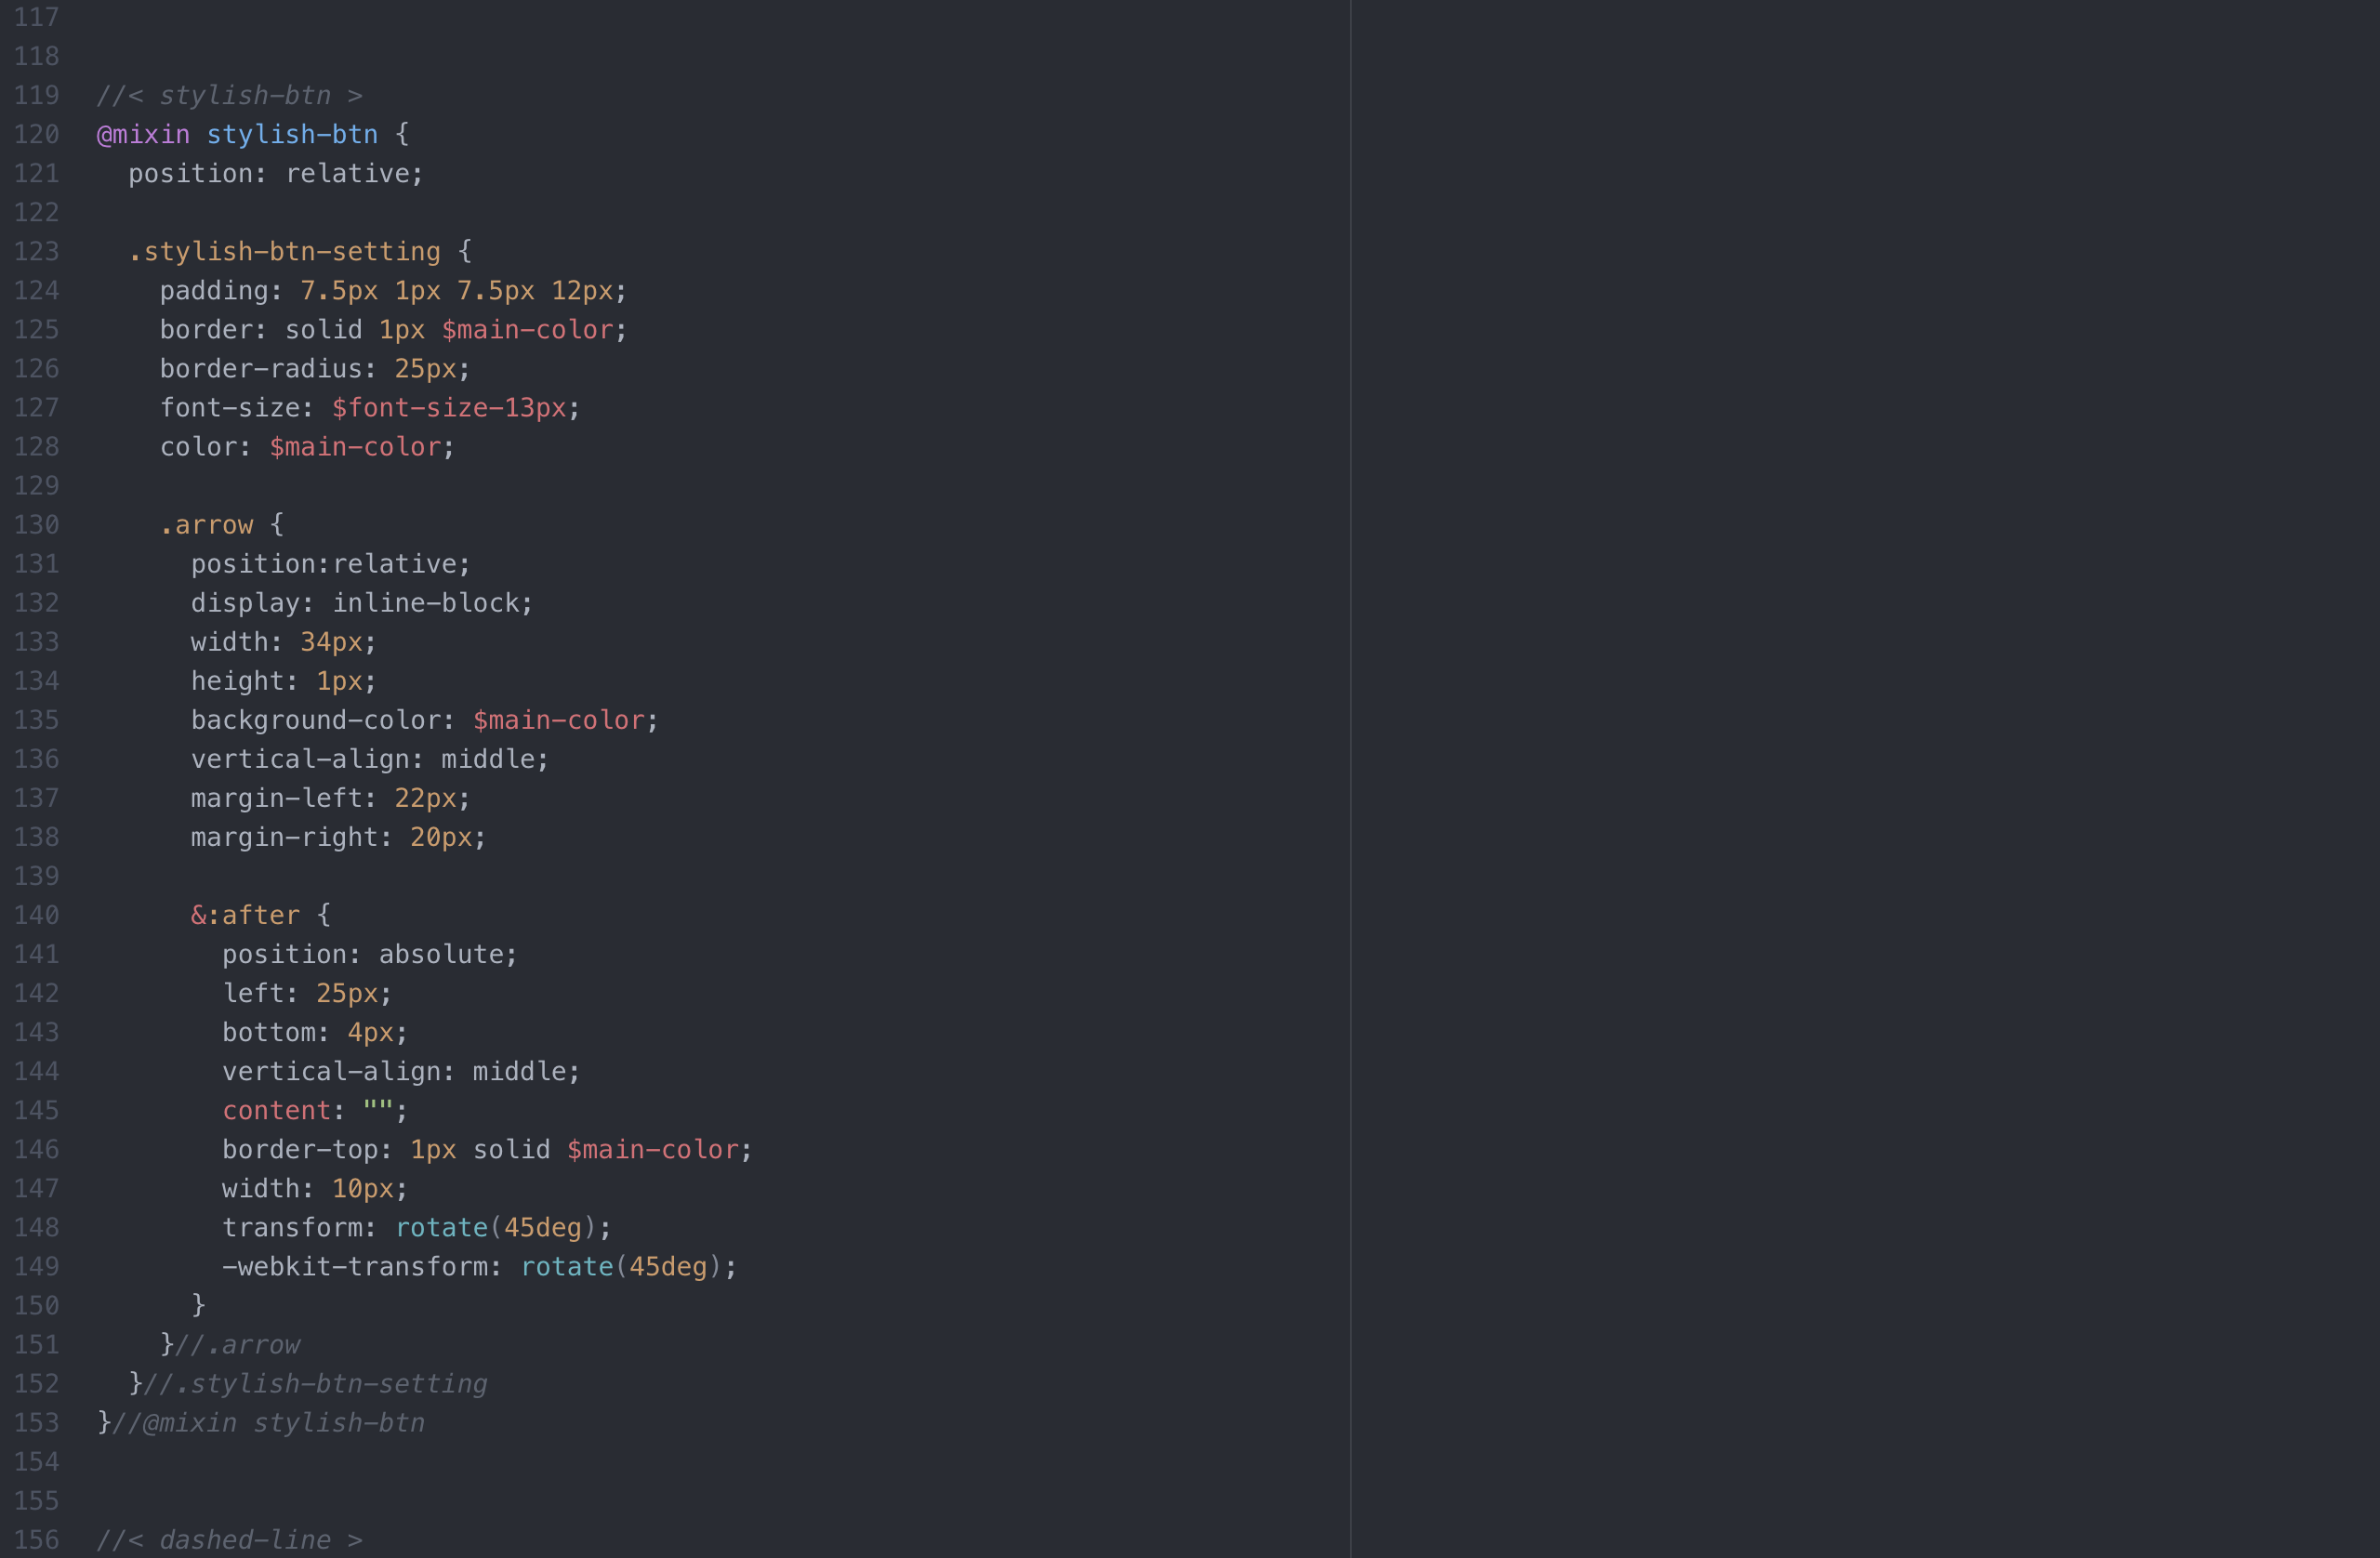 117
118
119 //< stylish-btn >
120 @mixin stylish-btn {
121 position: relative;
122
123 .stylish-btn-setting {
124 padding: 7.5px 1px 7.5px 12px;
125 border: solid 1px $main-color;
126 border-radius: 25px;
127 font-size: $font-size-13px;
128 color: $main-color;
129
130 .arrow {
131 position:relative;
132 display: inline-block;
133 width: 34px;
134 height: 1px;
135 background-color: $main-color;
136 vertical-align: middle;
137 margin-left: 22px;
138 margin-right: 20px;
139
140 &:after {
141 position: absolute;
142 left: 25px;
143 bottom: 4px;
144 vertical-align: middle;
145 content: "";
146 border-top: 1px solid $main-color;
147 width: 10px;
148 transform: rotate(45deg);
149 -webkit-transform: rotate(45deg);
150 }
151 }//.arrow
152 }//.stylish-btn-setting
153 }//@mixin stylish-btn
154
155
156 //< dashed-line >